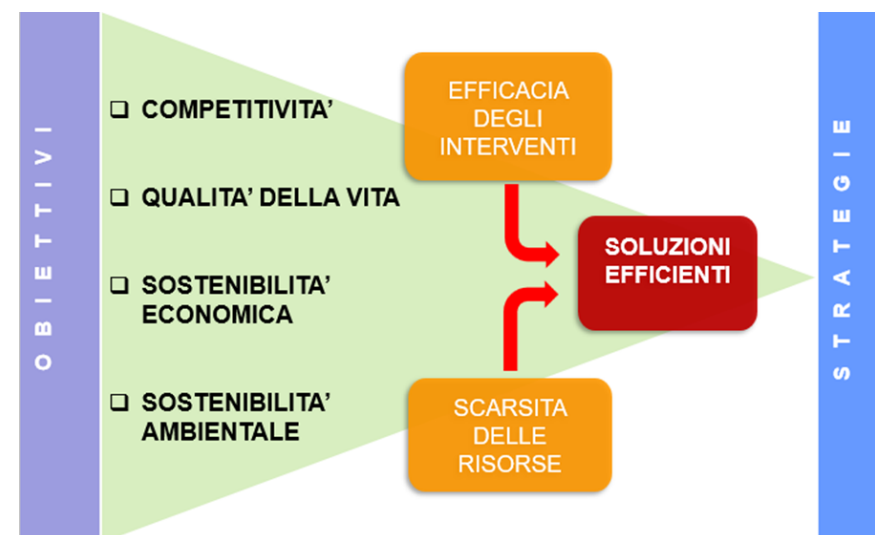 OBIETTIVI
COMPETITIVITA’
QUALITA’ DELLA VITA
SOSTENIBILITA’
ECONOMICA
SOSTENIBILITA’
AMBIENTALE
EFFICACIA
DEGLI
INTERVENTI
SCARSITA
DELLE
RISORSE
SOLUZIONI
EFFICIENTI
STRATEGIE